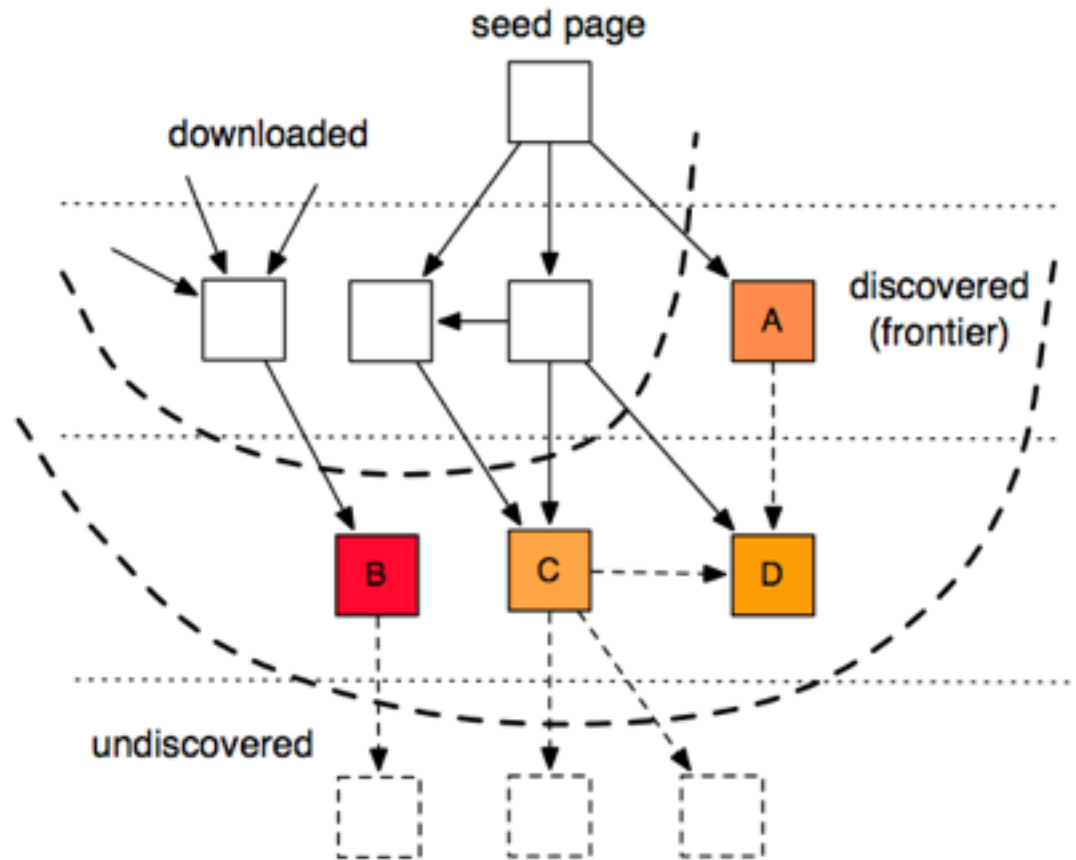 seed page
downloaded
A
discovered
(frontier)
B
C
D
undiscovered